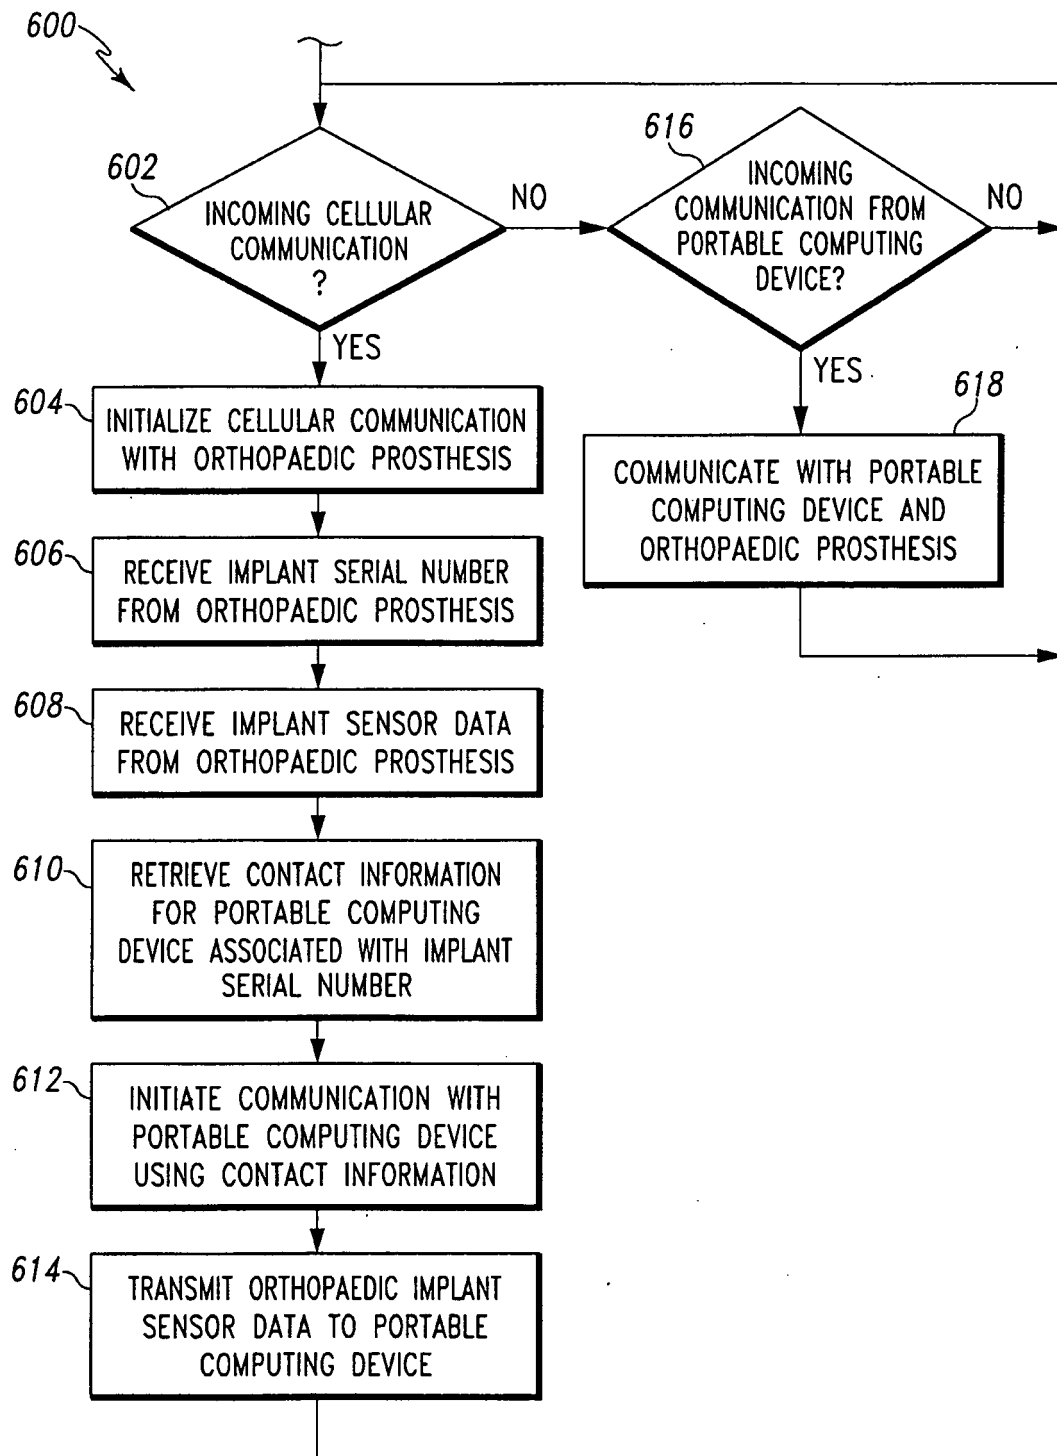 600
602
INCOMING CELLULAR
COMMUNICATION
?
NO
YES
616
INCOMING
COMMUNICATION FROM
PORTABLE COMPUTING
DEVICE?
NO
YES
604
INITIALIZE CELLULAR COMMUNICATION
WITH ORTHOPAEDIC PROSTHESIS
618
COMMUNICATE WITH PORTABLE
COMPUTING DEVICE AND
ORTHOPAEDIC PROSTHESIS
606
RECEIVE IMPLANT SERIAL NUMBER
FROM ORTHOPAEDIC PROSTHESIS
608
RECEIVE IMPLANT SENSOR DATA
FROM ORTHOPAEDIC PROSTHESIS
610
RETRIEVE CONTACT INFORMATION
FOR PORTABLE COMPUTING
DEVICE ASSOCIATED WITH IMPLANT
SERIAL NUMBER
612
INITIATE COMMUNICATION WITH
PORTABLE COMPUTING DEVICE
USING CONTACT INFORMATION
614
TRANSMIT ORTHOPAEDIC IMPLANT
SENSOR DATA TO PORTABLE
COMPUTING DEVICE